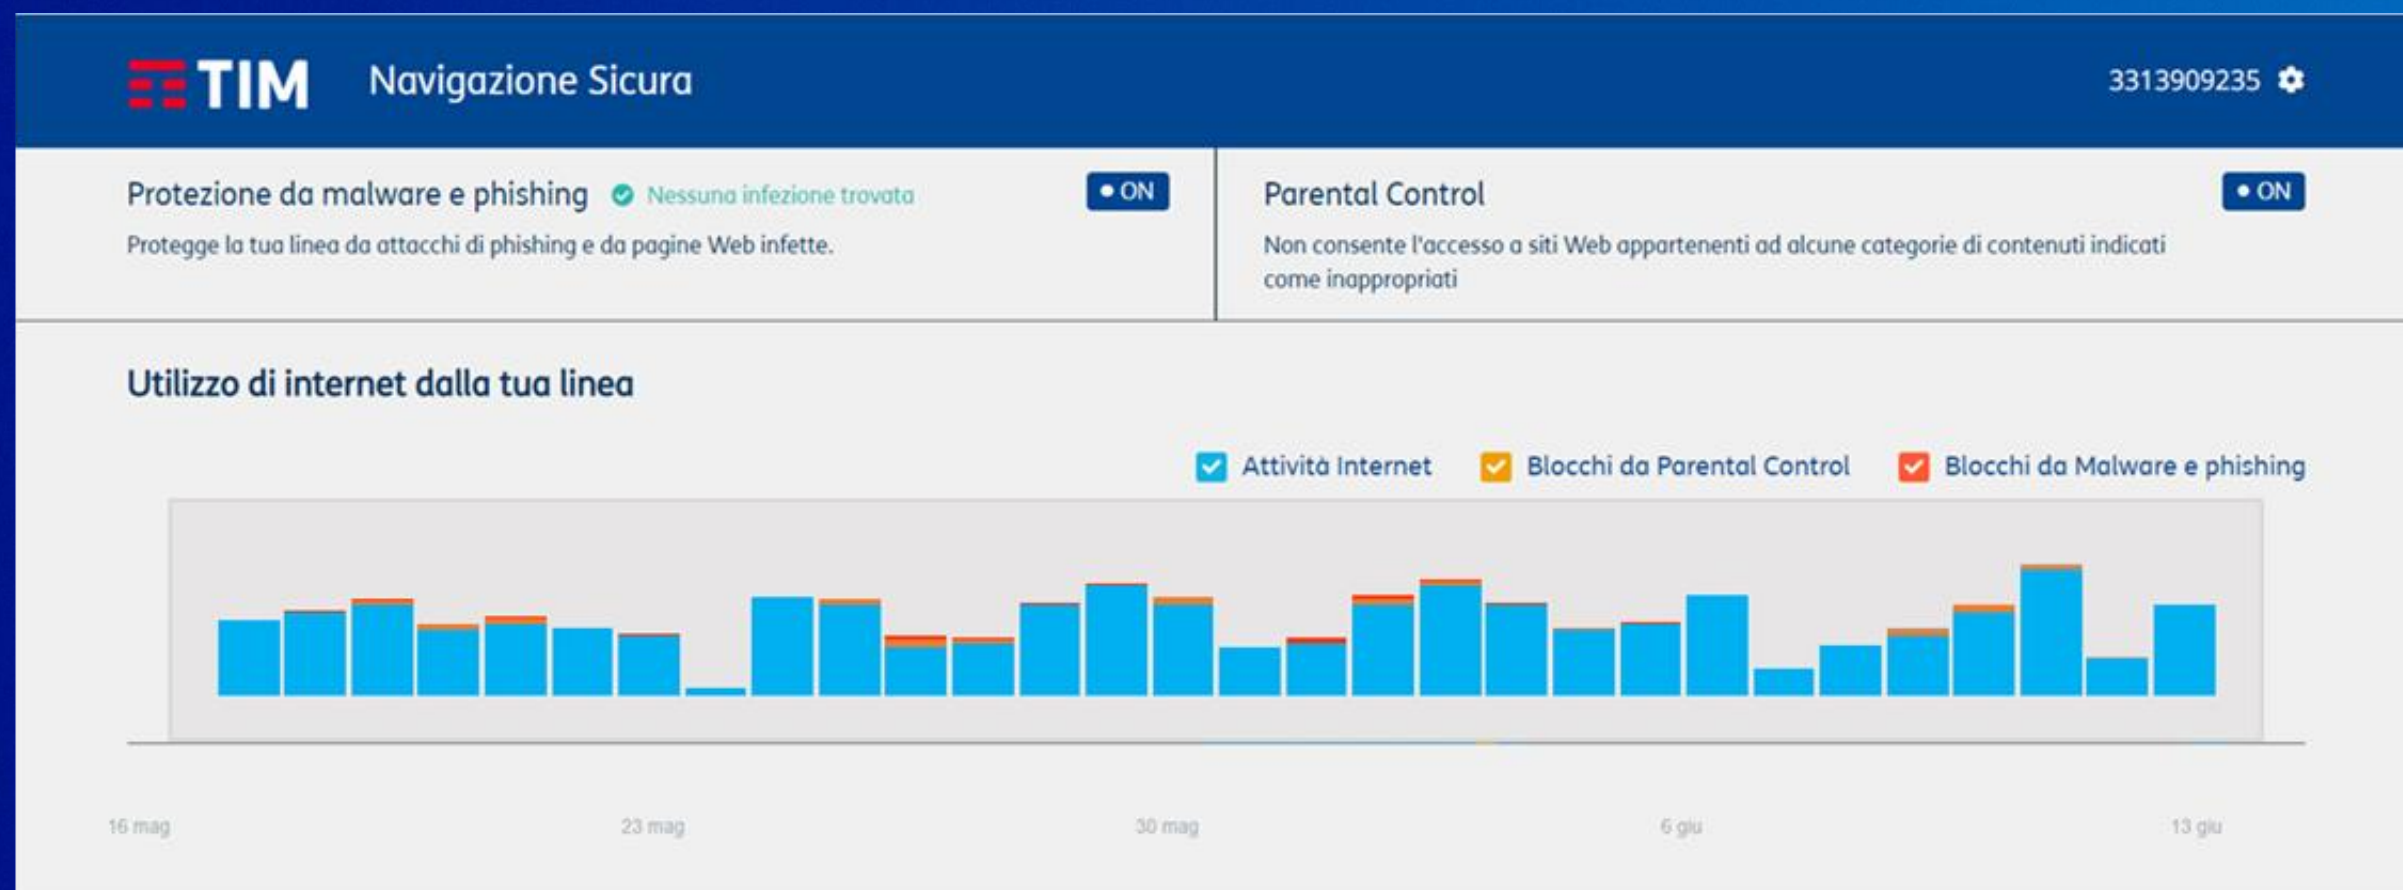 TIM Navigazione Sicura 3313909235
Protezione da malware e phishing Nessuna infezione trovata ON
Protegge la tua linea da attacchi di phishing e da pagine Web infette.
Parental Control ON
Non consente l'accesso a siti Web appartenenti ad alcune categorie di contenuti indicati
come inappropriati
Utilizzo di internet dalla tua linea
Attività Internet Blocchi da Parental Control Blocchi da Malware e phishing
16 mag 23 mag 30 mag 6 giu 13 giu